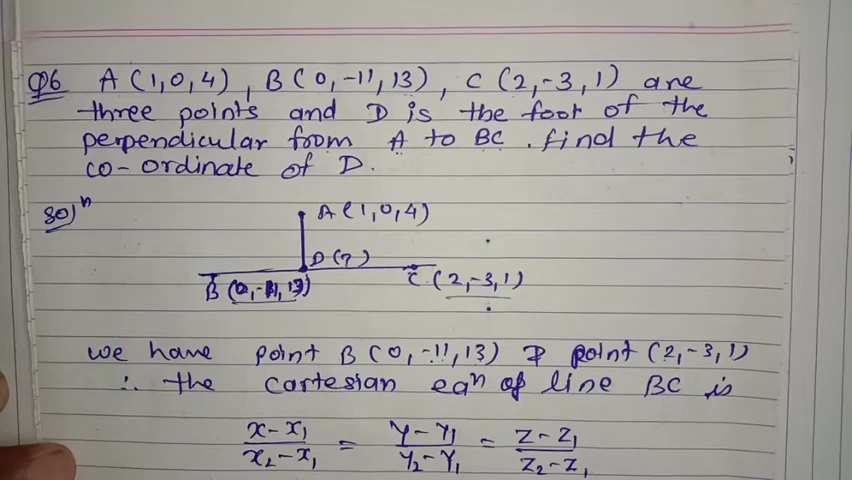 Q6 A (1,0,4) , B(0,-11,13) , C (2,-3,1) are
three points and D is the foot of the
perpendicular from A to BC . find the
co-ordinate of D.
Solⁿ
A(1,0,4)
D(?)
B (0,-11,13)
C (2,-3,1)
we have point B(0,-11,13) & point (2,-3,1)
∴ the cartesian eqⁿ of line BC is
x-x₁/x₂-x₁ = y-y₁/y₂-y₁ = z-z₁/z₂-z₁